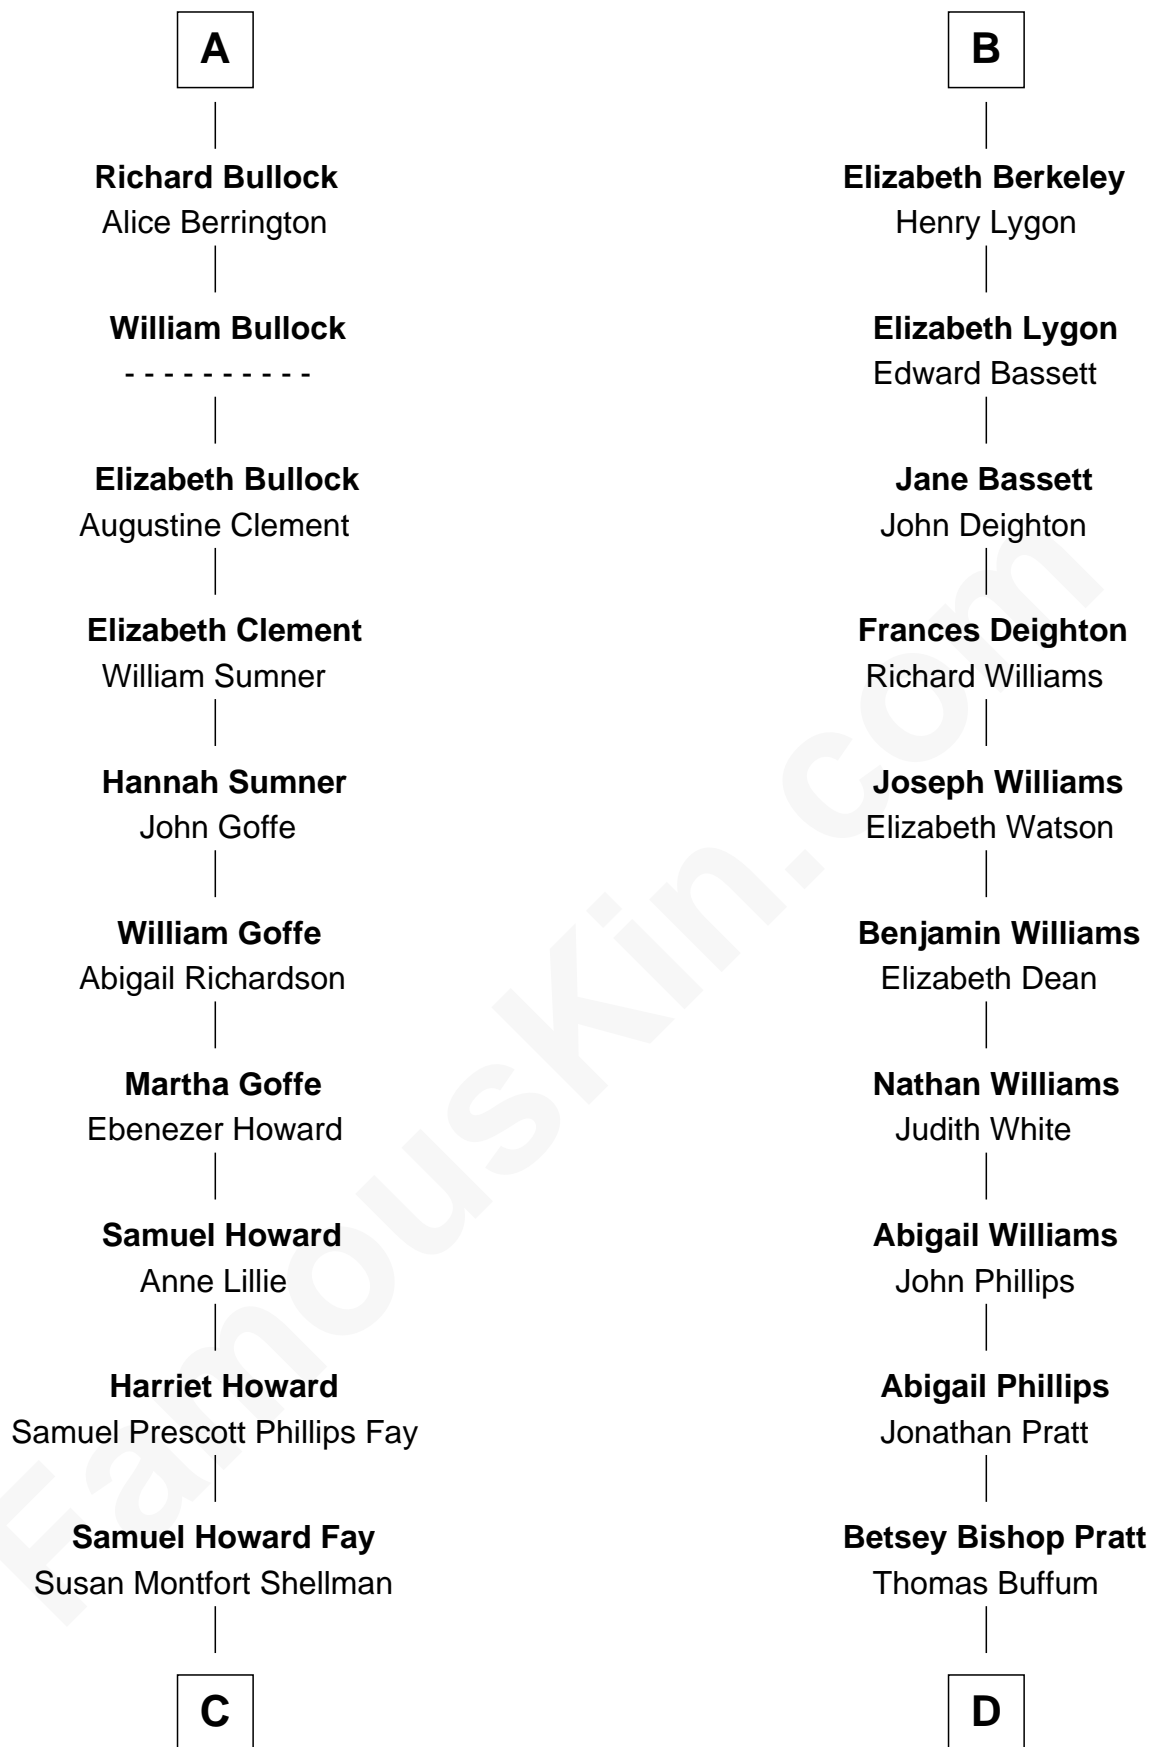 A
Richard Bullock
Alice Berrington
William Bullock
- - - - - - - - - -
Elizabeth Bullock
Augustine Clement
Elizabeth Clement
William Sumner
Hannah Sumner
John Goffe
William Goffe
Abigail Richardson
Martha Goffe
Ebenezer Howard
Samuel Howard
Anne Lillie
Harriet Howard
Samuel Prescott Phillips Fay
Samuel Howard Fay
Susan Montfort Shellman
C
B
Elizabeth Berkeley
Henry Lygon
Elizabeth Lygon
Edward Bassett
Jane Bassett
John Deighton
Frances Deighton
Richard Williams
Joseph Williams
Elizabeth Watson
Benjamin Williams
Elizabeth Dean
Nathan Williams
Judith White
Abigail Williams
John Phillips
Abigail Phillips
Jonathan Pratt
Betsey Bishop Pratt
Thomas Buffum
D
FamousKin.com